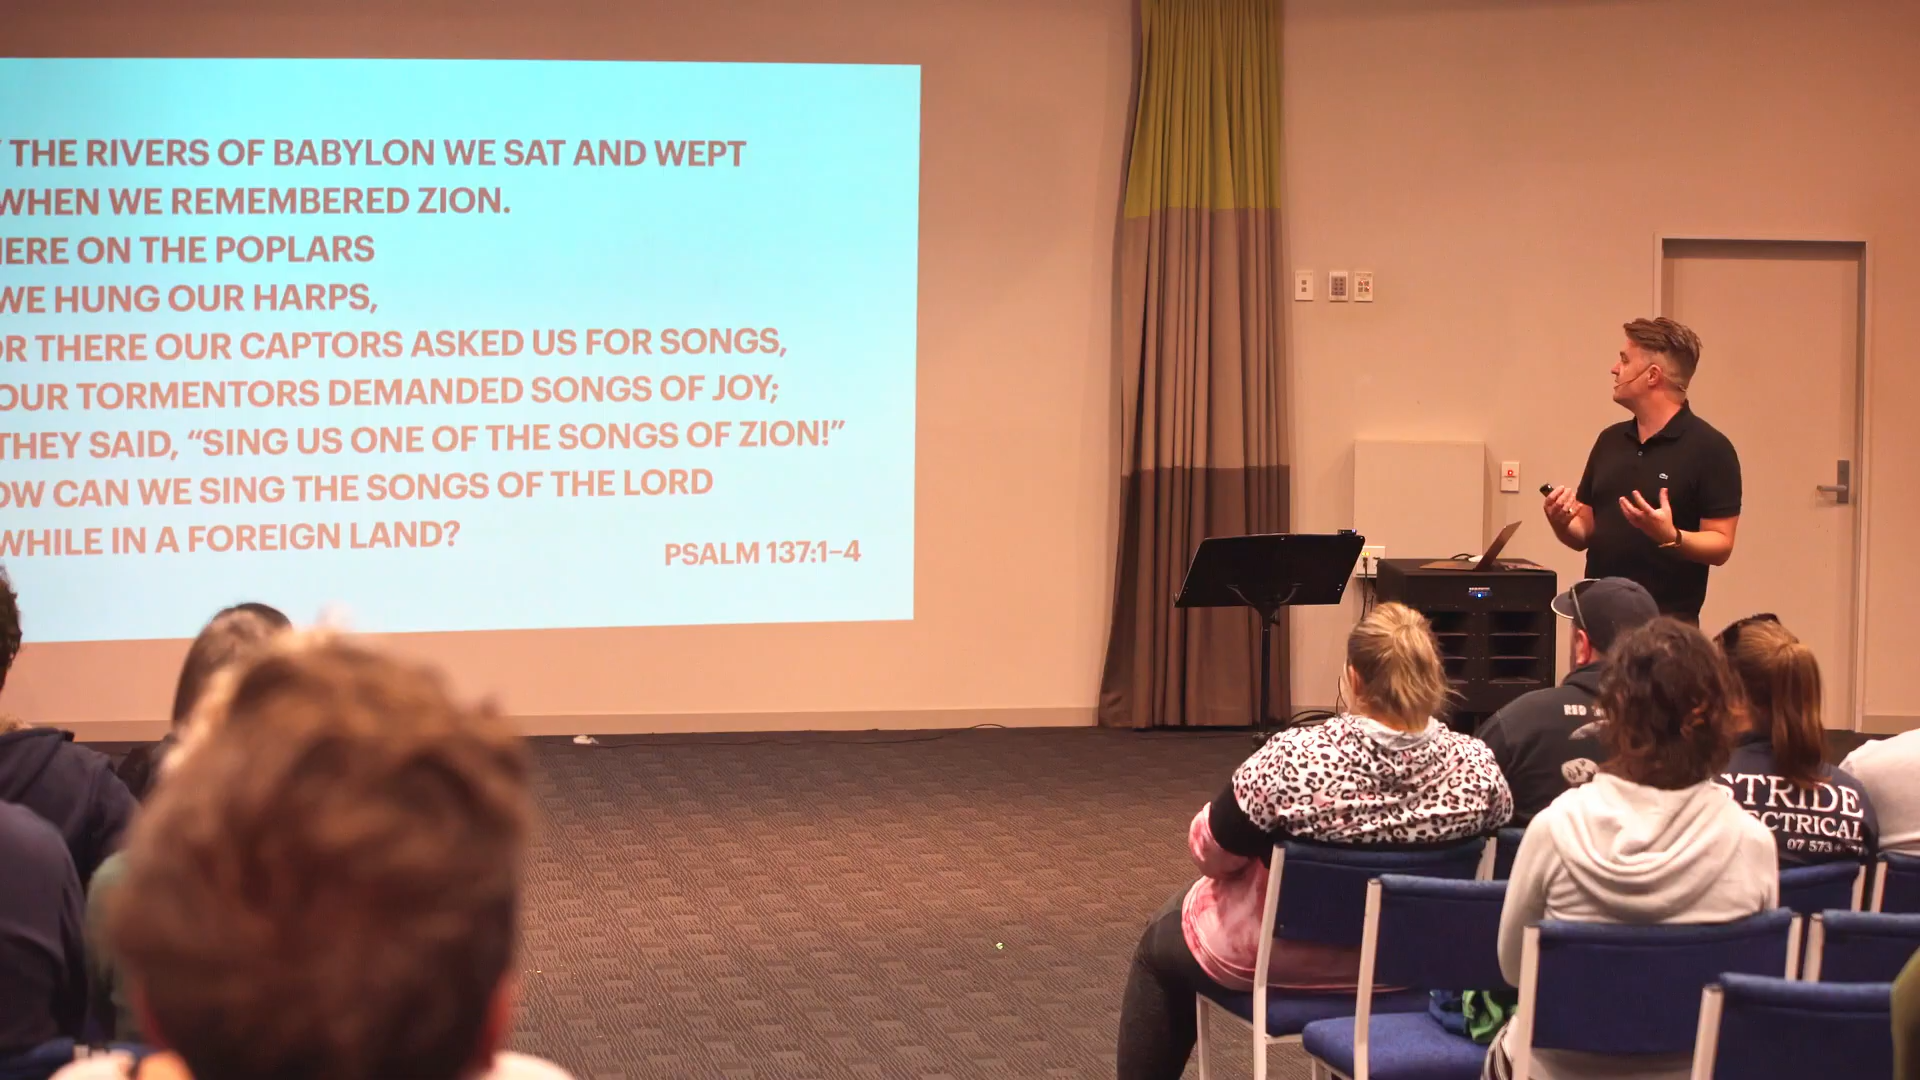 THE RIVERS OF BABYLON WE SAT AND WEPT
WHEN WE REMEMBERED ZION.
ON THE POPLARS
WE HUNG OUR HARPS,
THERE OUR CAPTORS ASKED US FOR SONGS,
OUR TORMENTORS DEMANDED SONGS OF JOY;
THEY SAID, “SING US ONE OF THE SONGS OF ZION!”
CAN WE SING THE SONGS OF THE LORD
WHILE IN A FOREIGN LAND?
PSALM 137:1–4
RED
STRIDE
07 573